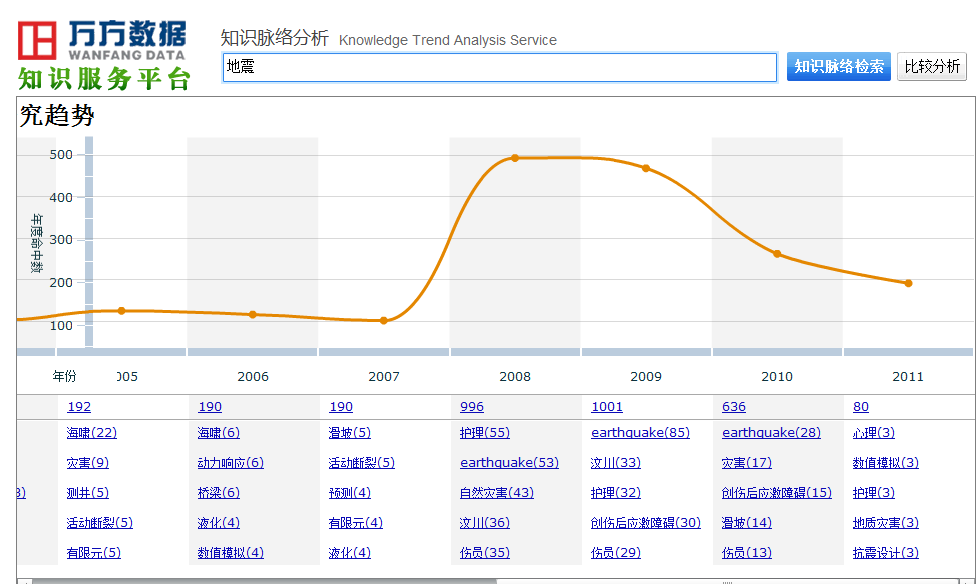 万方数据
WANFANG DATA
知识服务平台
知识脉络分析 Knowledge Trend Analysis Service
地震
知识脉络检索
比较分析
究趋势
500
400
300
200
100
年度命中数
年份 005 2006 2007 2008 2009 2010 2011
192 190 190 996 1001 636 80
海啸(22) 海啸(6) 滑坡(5) 护理(55) earthquake(85) earthquake(28) 心理(3)
灾害(9) 动力响应(6) 活动断裂(5) earthquake(53) 汶川(33) 灾害(17) 数值模拟(3)
3) 测井(5) 桥梁(6) 预测(4) 自然灾害(43) 护理(32) 创伤后应激障碍(15) 护理(3)
活动断裂(5) 液化(4) 有限元(4) 汶川(36) 创伤后应激障碍(30) 滑坡(14) 地质灾害(3)
有限元(5) 数值模拟(4) 液化(4) 伤员(35) 伤员(29) 伤员(13) 抗震设计(3)